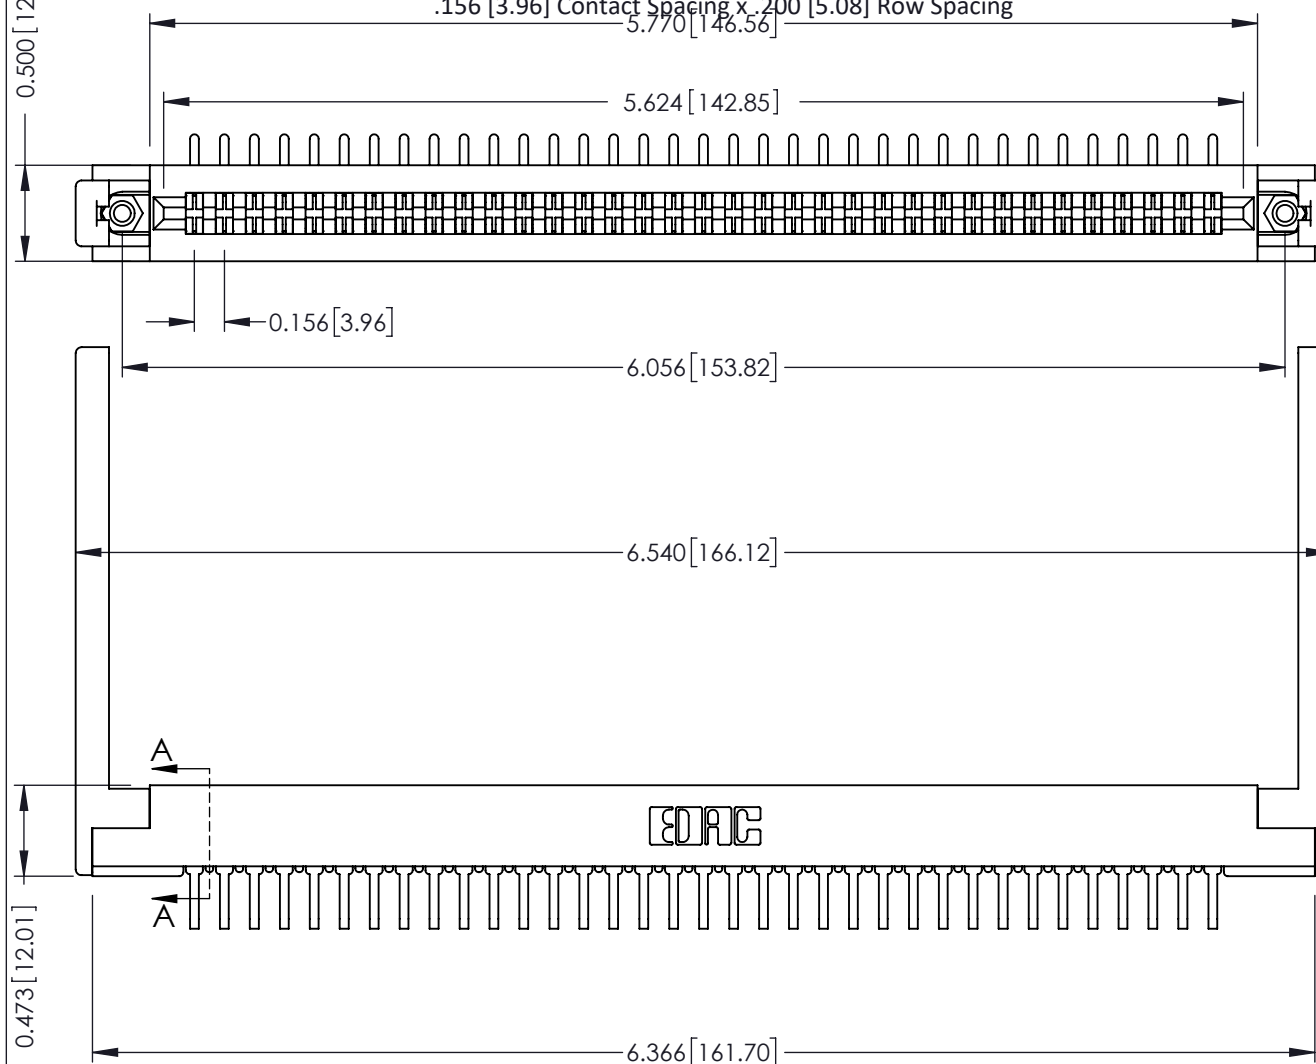 .156 [3.96] Contact Spacing x .200 [5.08] Row Spacing
5.770[146.56]
0.500[12
5.624[142.85]
0.156[3.96]
6.056[153.82]
6.540[166.12]
A
EDAC
A
0.473[12.01]
6.366[161.70]